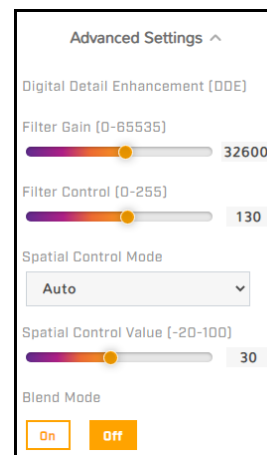 Advanced Settings
Digital Detail Enhancement (DDE)
Filter Gain (0-65535)
32600
Filter Control (0-255)
130
Spatial Control Mode
Auto
Spatial Control Value (-20-100)
30
Blend Mode
On Off